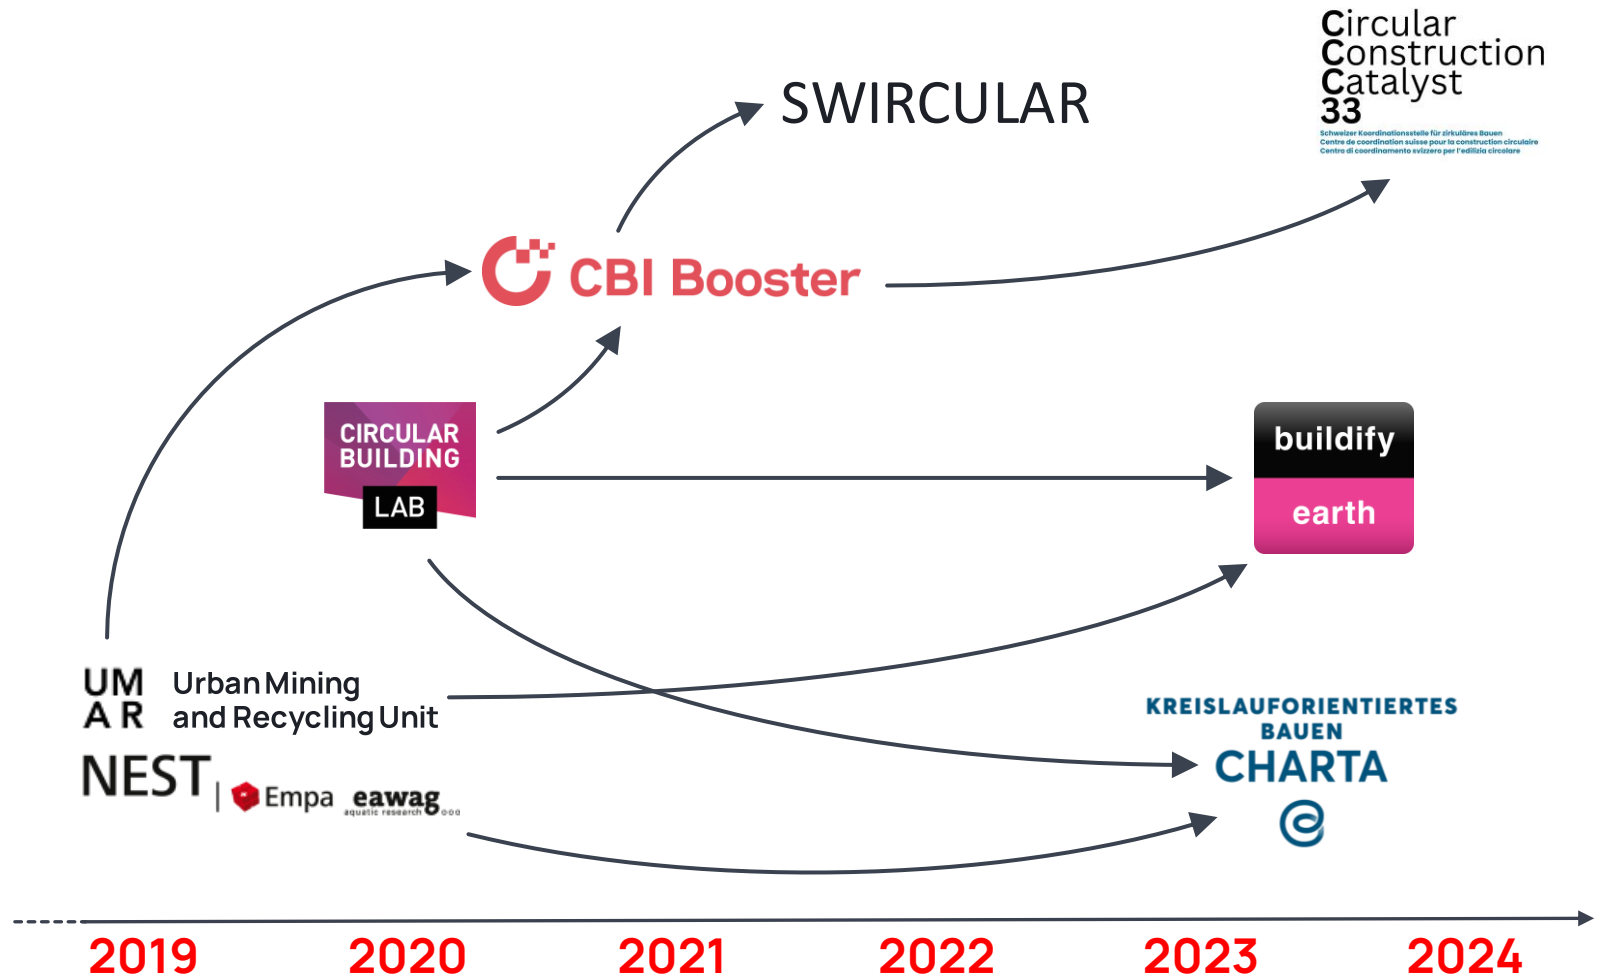 Circular
Construction
Catalyst
33
Schweizer Koordinationsstelle für zirkuläres Bauen
Centre de coordination suisse pour la construction circulaire
Centro di coordinamento svizzero per l'edilizia circolare
SWIRCULAR
CBI Booster
CIRCULAR
BUILDING
LAB
buildify
earth
UM
AR
Urban Mining
and Recycling Unit
NEST
Empa
eawag
aquatic research
KREISLAUFORIENTIERTES
BAUEN
CHARTA
2019
2020
2021
2022
2023
2024